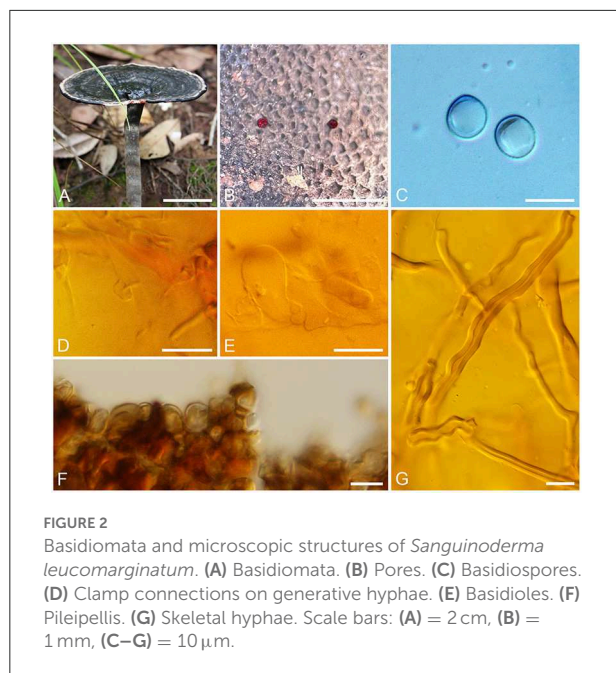 A
B
C
D
E
F
G
FIGURE 2
Basidiomata and microscopic structures of Sanguinoderma
leucomarginatum. (A) Basidiomata. (B) Pores. (C) Basidiospores.
(D) Clamp connections on generative hyphae. (E) Basidioles. (F)
Pileipellis. (G) Skeletal hyphae. Scale bars: (A) = 2 cm, (B) =
1 mm, (C–G) = 10 μm.